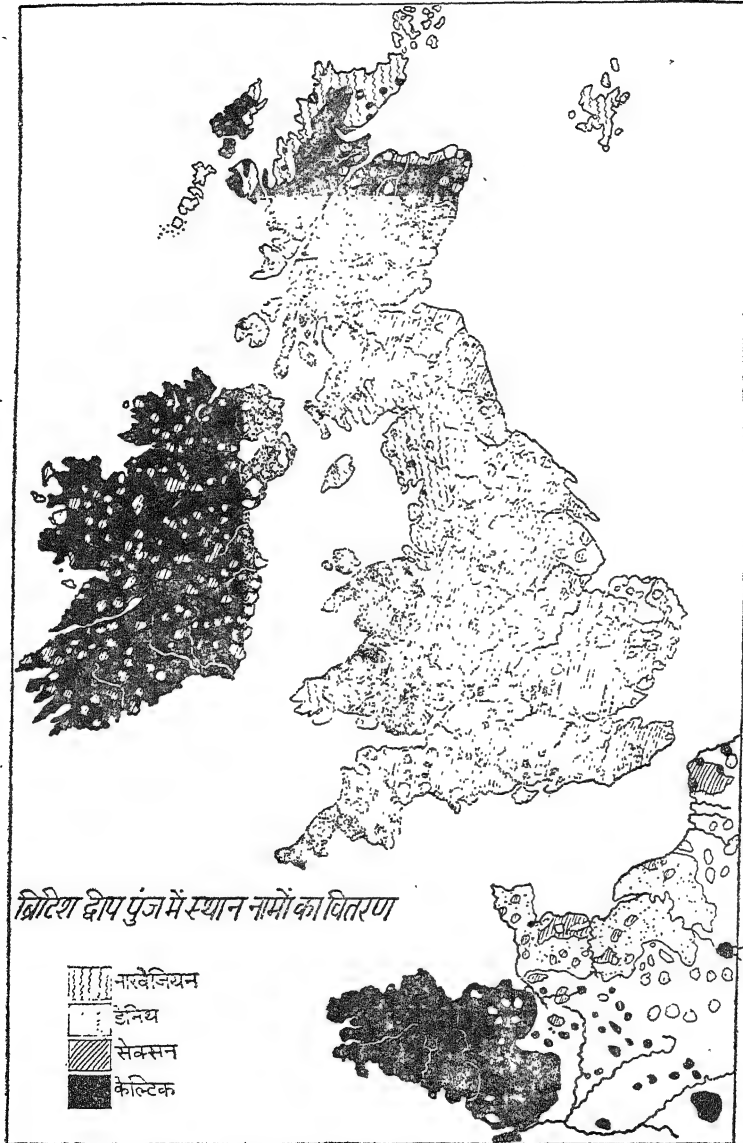 ब्रिटिश द्वीप पुंज में स्थान नामों का वितरण
नारवेजियन
डेनिथ
सेक्सन
केल्टिक